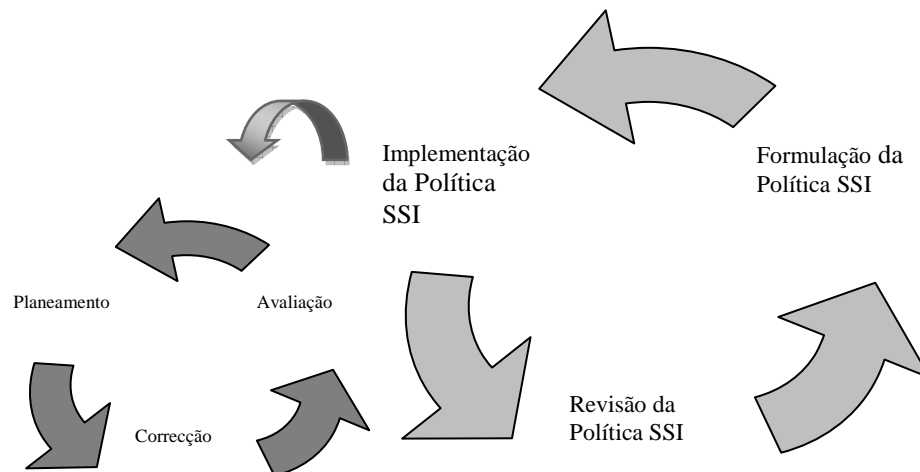 Implementação
da Política
SSI
Formulação da
Política SSI
Planeamento
Avaliação
Correcção
Revisão da
Política SSI